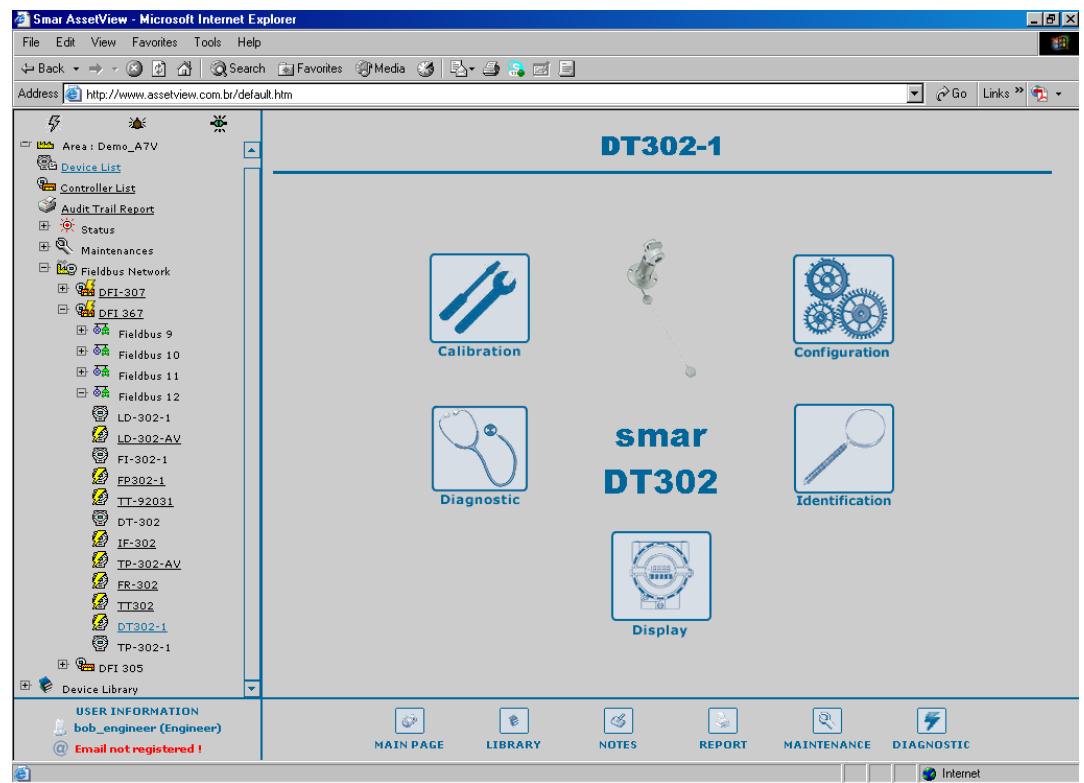 Smar AssetView - Microsoft Internet Explorer
File Edit View Favorites Tools Help
Back Search Favorites Media
Address http://www.assetview.com.br/default.htm Go Links »
Area : Demo_A7V
Device List
Controller List
Audit Trail Report
Status
Maintenances
Fieldbus Network
DFI-307
DFI 367
Fieldbus 9
Fieldbus 10
Fieldbus 11
Fieldbus 12
LD-302-1
LD-302-AV
FI-302-1
FP302-1
TT-92031
DT-302
IF-302
TP-302-AV
FR-302
TT302
DT302-1
TP-302-1
DFI 305
Device Library
USER INFORMATION
bob_engineer (Engineer)
@ Email not registered !
DT302-1
Calibration
Configuration
smar
DT302
Diagnostic
Identification
Display
MAIN PAGE LIBRARY NOTES REPORT MAINTENANCE DIAGNOSTIC
Internet